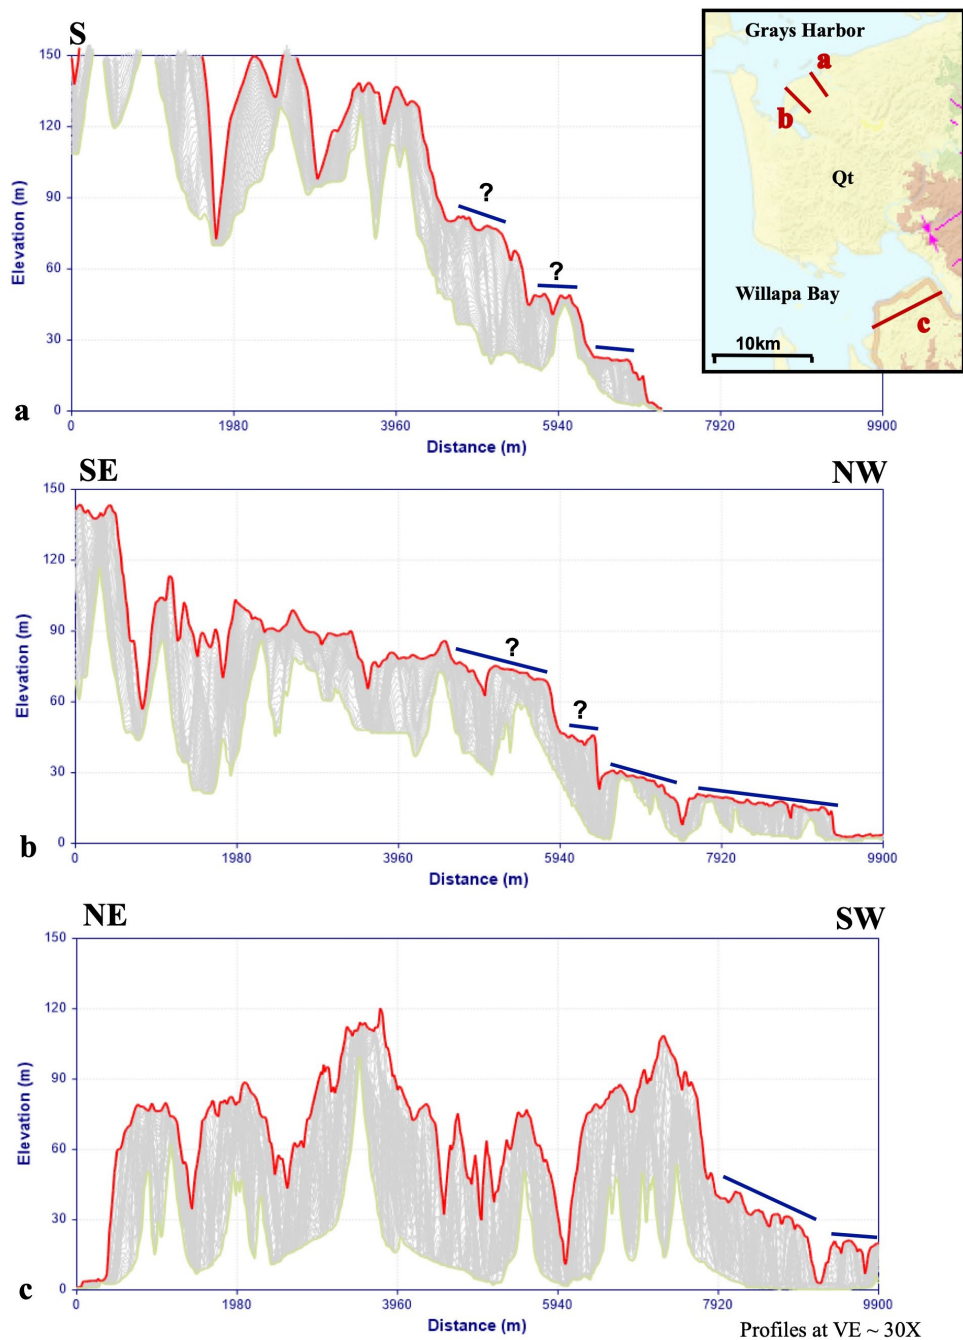 S
150
120
90
60
30
0
Elevation (m)
?
?
a
0
1980
3960
5940
7920
9900
Distance (m)
Grays Harbor
a
b
Qt
Willapa Bay
c
10km
SE
NW
150
120
90
60
30
0
Elevation (m)
?
?
b
0
1980
3960
5940
7920
9900
Distance (m)
NE
SW
150
120
90
60
30
0
Elevation (m)
c
0
1980
3960
5940
7920
9900
Distance (m)
Profiles at VE ~ 30X